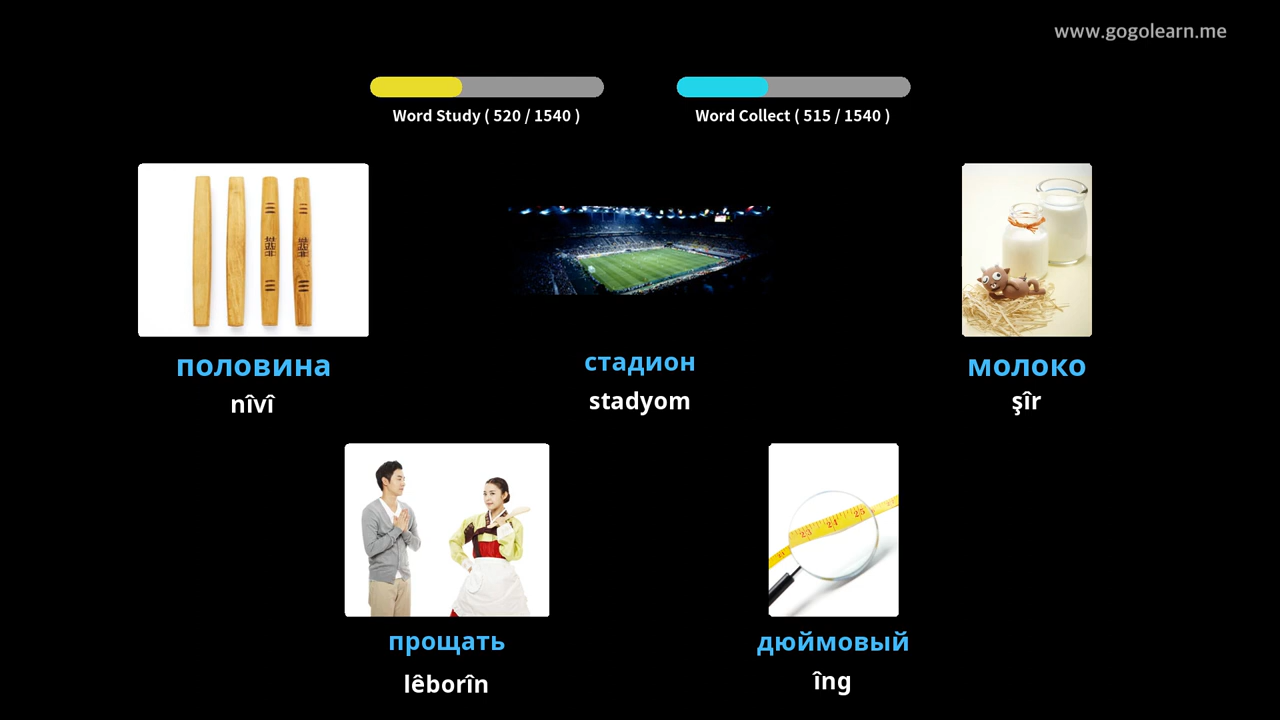 www.gogolearn.me
Word Study ( 520 / 1540 )
Word Collect ( 515 / 1540 )
половина
nîvî
стадион
stadyom
молоко
şîr
прощать
lêborîn
дюймовый
îng